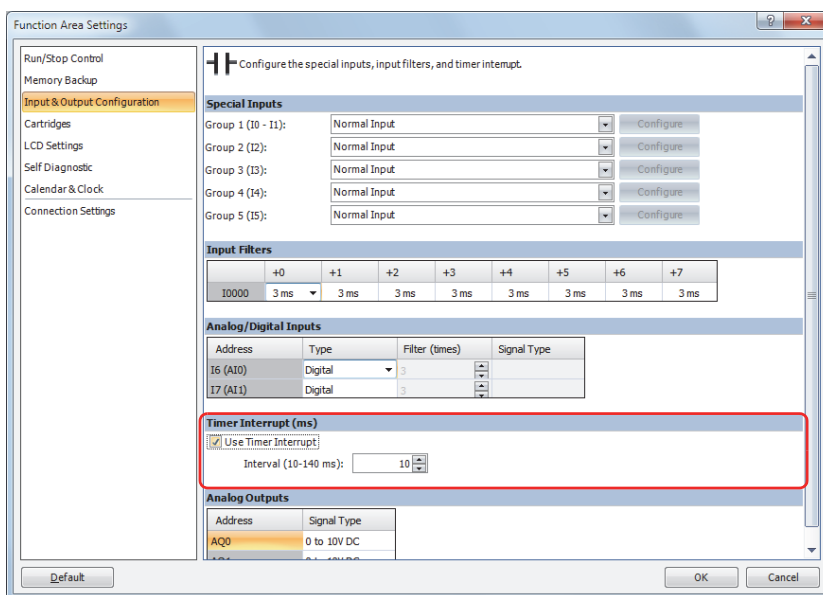 Function Area Settings
Run/Stop Control
Memory Backup
Input & Output Configuration
Cartridges
LCD Settings
Self Diagnostic
Calendar & Clock
Connection Settings
Configure the special inputs, input filters, and timer interrupt.
Special Inputs
Group 1 (I0 - I1): Normal Input Configure
Group 2 (I2): Normal Input Configure
Group 3 (I3): Normal Input Configure
Group 4 (I4): Normal Input Configure
Group 5 (I5): Normal Input Configure
Input Filters
+0 +1 +2 +3 +4 +5 +6 +7
I0000 3 ms 3 ms 3 ms 3 ms 3 ms 3 ms 3 ms 3 ms
Analog/Digital Inputs
Address Type Filter (times) Signal Type
I6 (AI0) Digital 3
I7 (AI1) Digital 3
Timer Interrupt (ms)
Use Timer Interrupt
Interval (10-140 ms): 10
Analog Outputs
Address Signal Type
AQ0 0 to 10V DC
Default OK Cancel